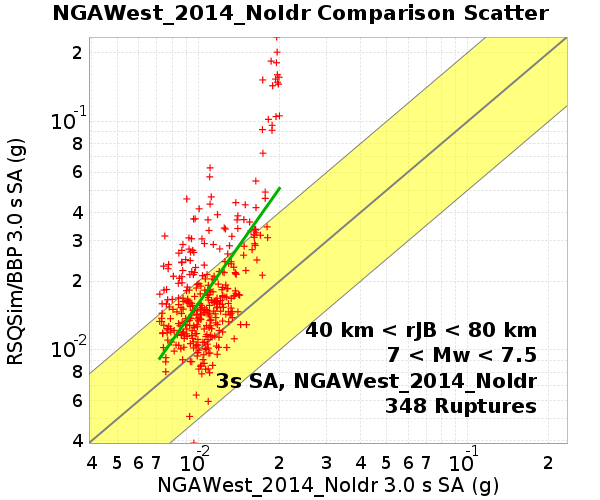 NGAWest_2014_NoIdr Comparison Scatter
RSQSim/BBP 3.0 s SA (g)
2
10^-1
8
6
4
3
2
10^-2
8
6
4
40 km < rJB < 80 km
7 < Mw < 7.5
3s SA, NGAWest_2014_NoIdr
348 Ruptures
4 5 6 7 10^-2 2 3 4 5 6 7 10^-1 2
NGAWest_2014_NoIdr 3.0 s SA (g)